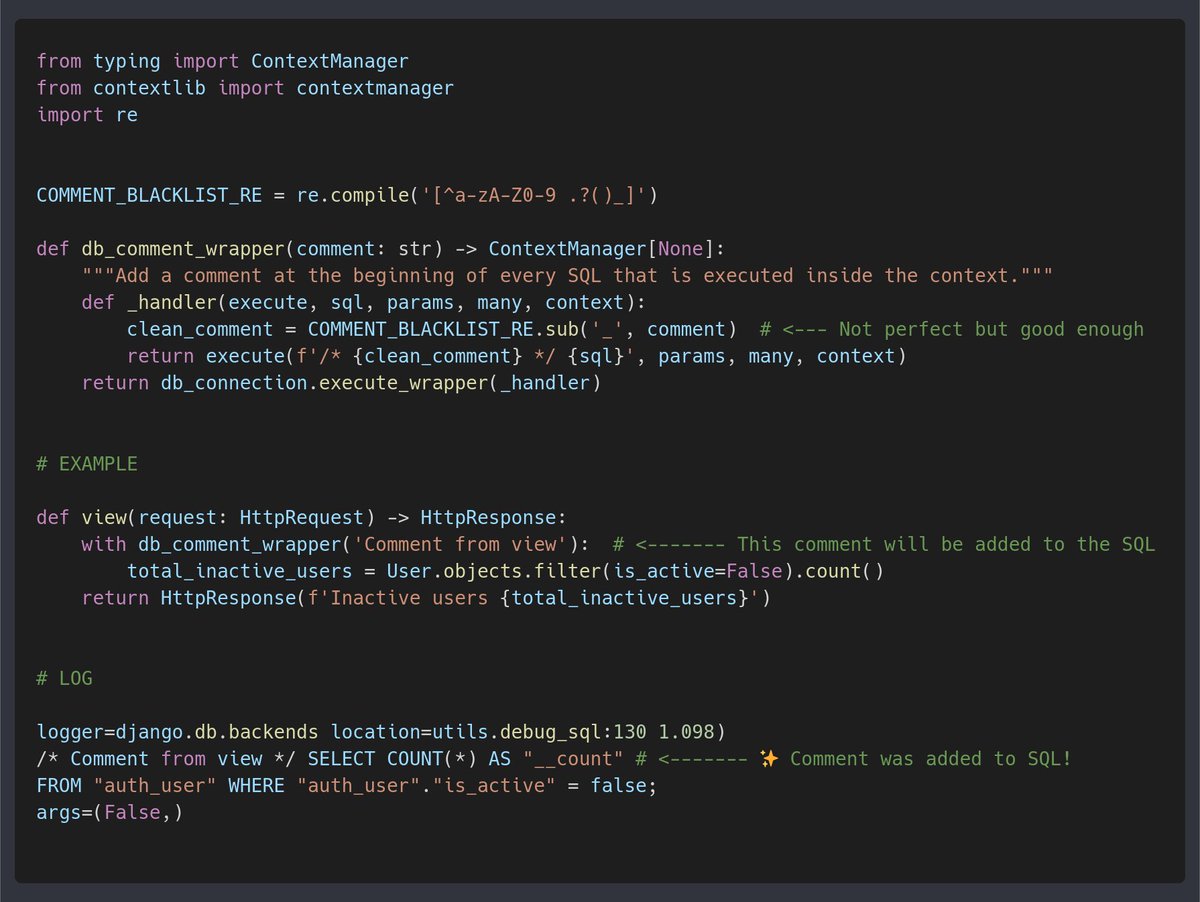 from typing import ContextManager
from contextlib import contextmanager
import re
COMMENT_BLACKLIST_RE = re.compile('[^a-zA-Z0-9 .?()_]')
def db_comment_wrapper(comment: str) -> ContextManager[None]:
    """Add a comment at the beginning of every SQL that is executed inside the context."""
    def _handler(execute, sql, params, many, context):
        clean_comment = COMMENT_BLACKLIST_RE.sub('_', comment)  # <--- Not perfect but good enough
        return execute(f'/* {clean_comment} */ {sql}', params, many, context)
    return db_connection.execute_wrapper(_handler)
# EXAMPLE
def view(request: HttpRequest) -> HttpResponse:
    with db_comment_wrapper('Comment from view'):  # <------- This comment will be added to the SQL
        total_inactive_users = User.objects.filter(is_active=False).count()
    return HttpResponse(f'Inactive users {total_inactive_users}')
# LOG
logger=django.db.backends location=utils.debug_sql:130 1.098)
/* Comment from view */ SELECT COUNT(*) AS "__count" # <------- ✨ Comment was added to SQL!
FROM "auth_user" WHERE "auth_user"."is_active" = false;
args=(False,)